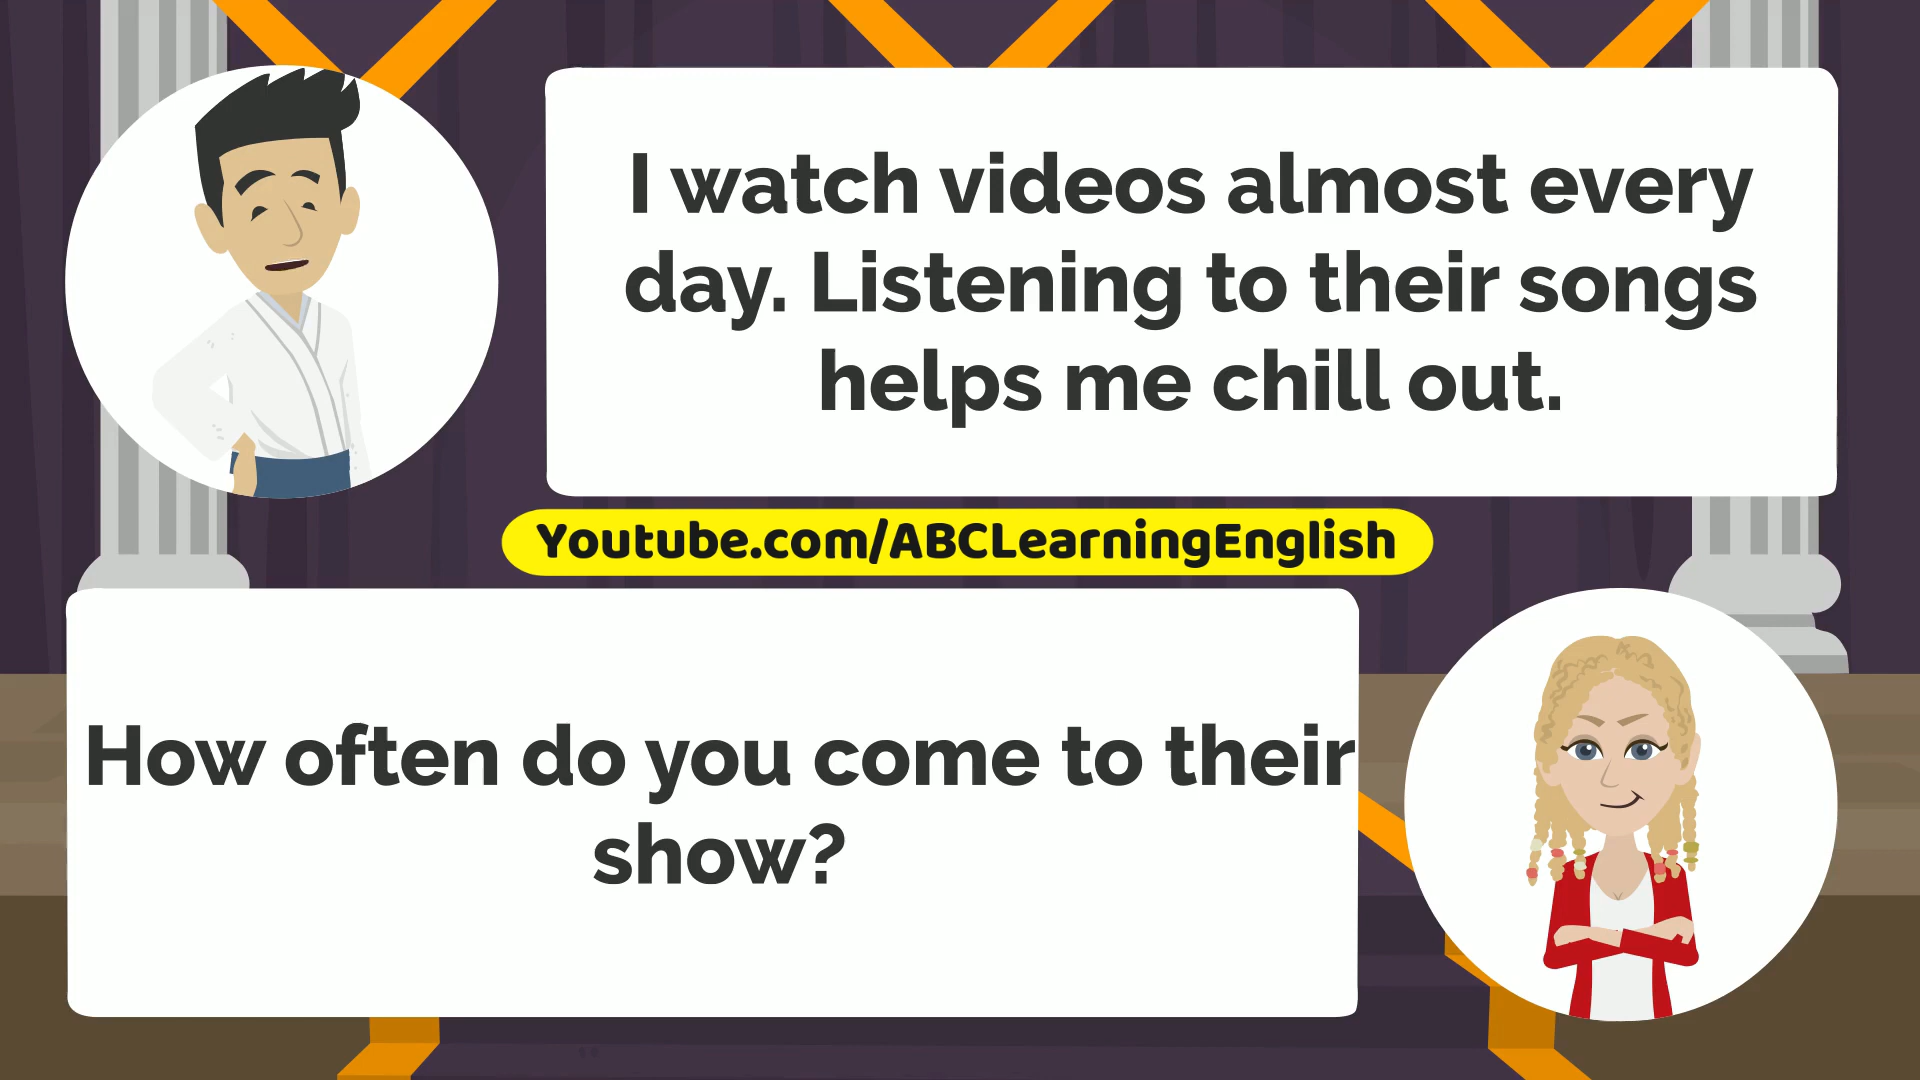 I watch videos almost every
day. Listening to their songs
helps me chill out.
Youtube.com/ABCLearningEnglish
How often do you come to their
show?